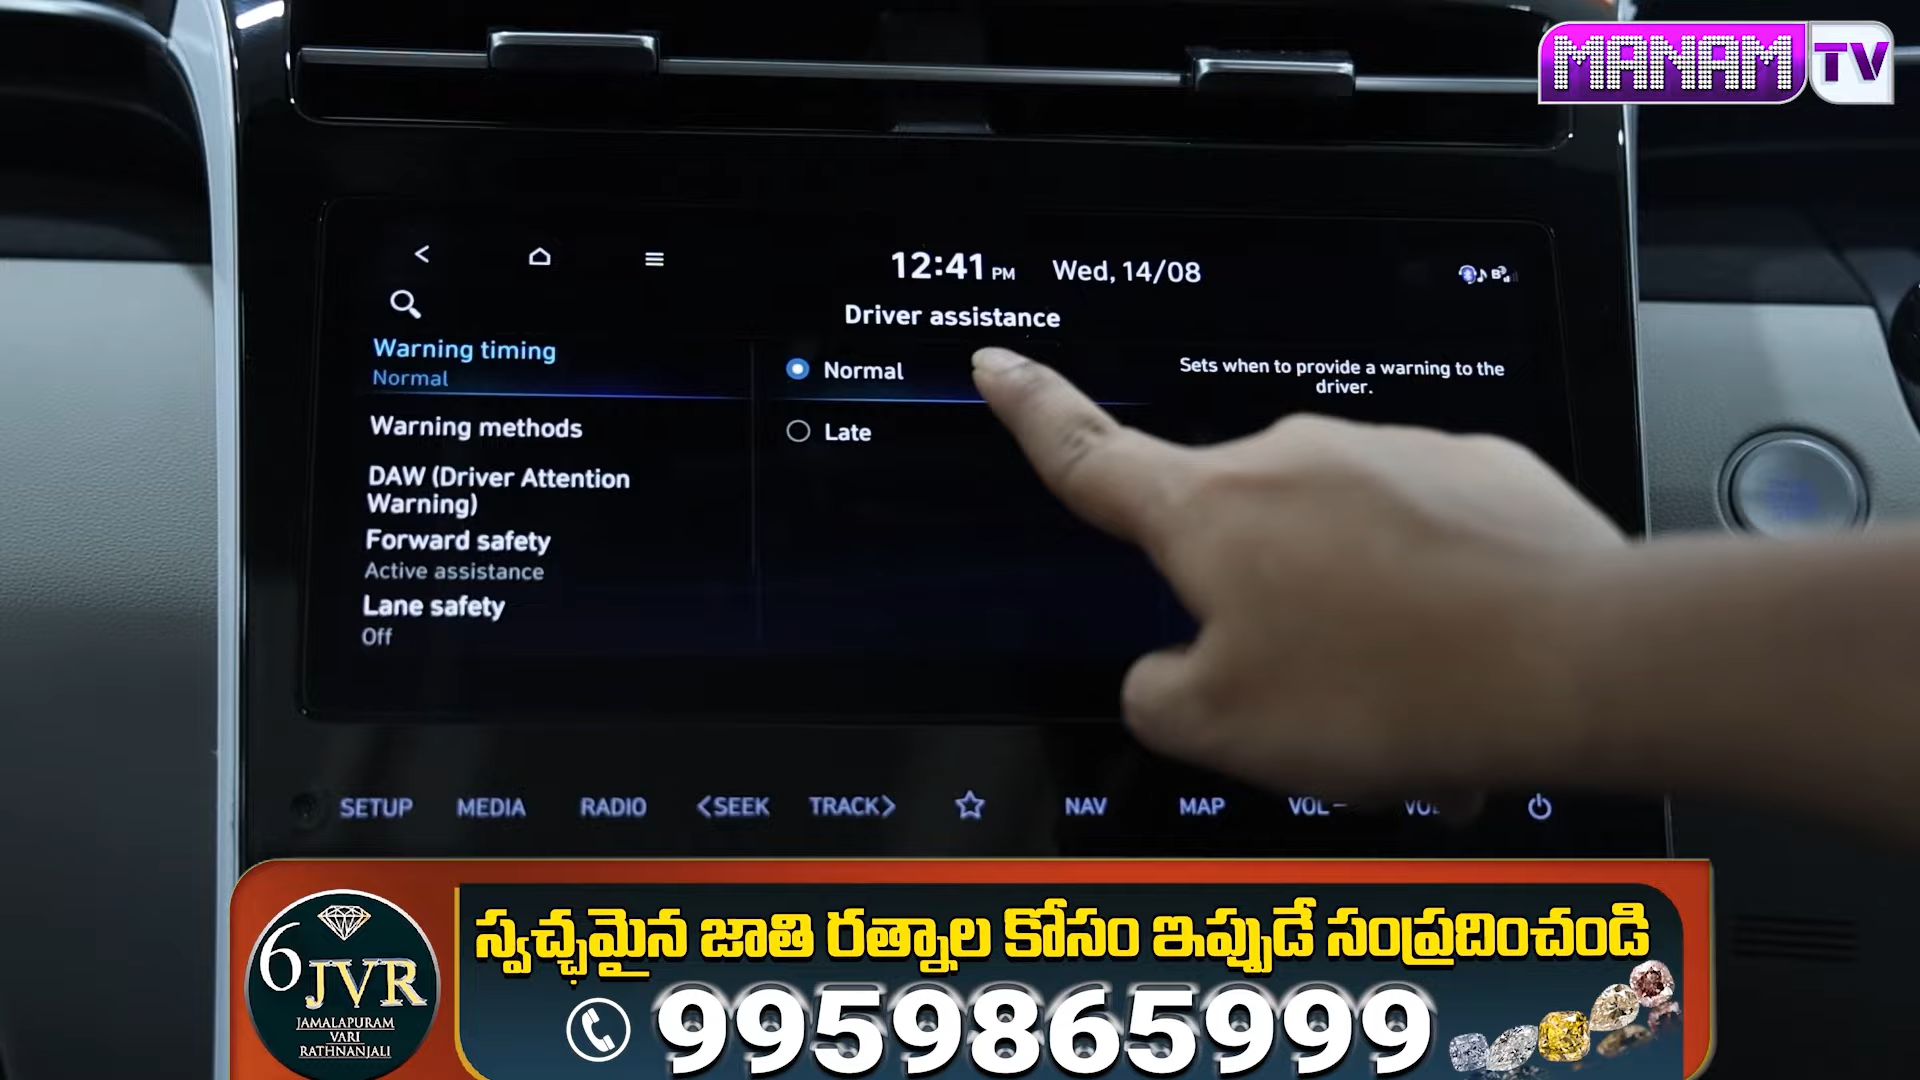 MANAM TV
12:41 PM Wed, 14/08
Driver assistance
Warning timing
Normal
Warning methods
DAW (Driver Attention
Warning)
Forward safety
Active assistance
Lane safety
Off
Normal
Late
Sets when to provide a warning to the
driver.
SETUP MEDIA RADIO <SEEK TRACK> NAV MAP VOL−
6 JVR
JAMALAPURAM
VARI
RATHNANJALI
స్వచ్ఛమైన జాతి రత్నాల కోసం ఇప్పుడే సంప్రదించండి
9959865999